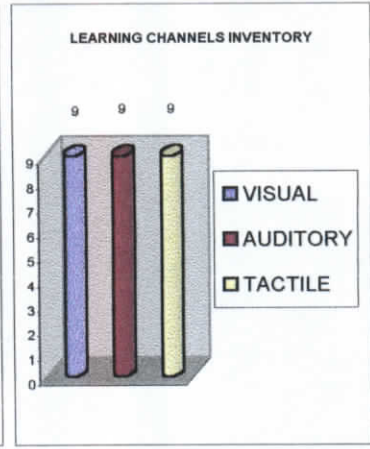 LEARNING CHANNELS INVENTORY
9 9 9
9
8
7
6
5
4
3
2
1
0
VISUAL
AUDITORY
TACTILE